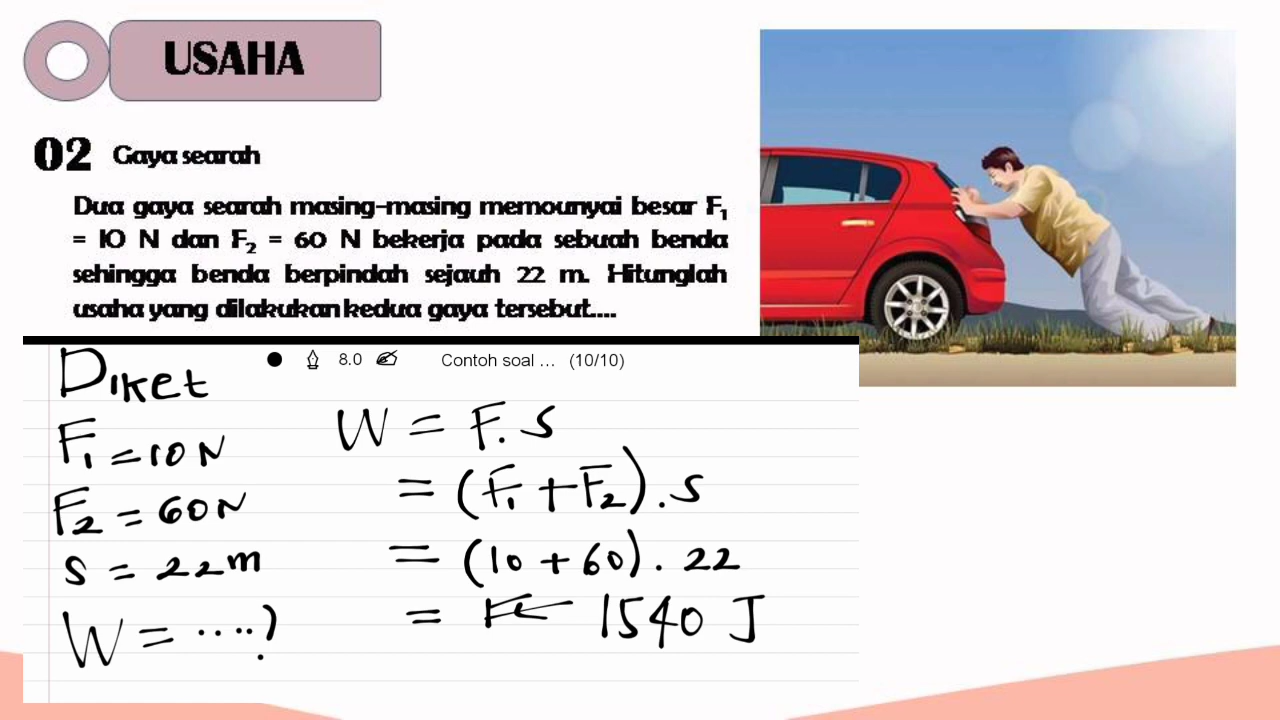 USAHA
02 Gaya searah
Dua gaya searah masing-masing memounyai besar F₁
= 10 N dan F₂ = 60 N bekerja pada sebuah benda
sehingga benda berpindah sejauh 22 m. Hitunglah
usaha yang dilakukan kedua gaya tersebut....
8.0 Contoh soal ... (10/10)
Diket
F₁ = 10 N
F₂ = 60 N
s = 22 m
W = ....?
W = F. s
= (F₁ + F₂) . s
= (10 + 60) . 22
= 1540 J